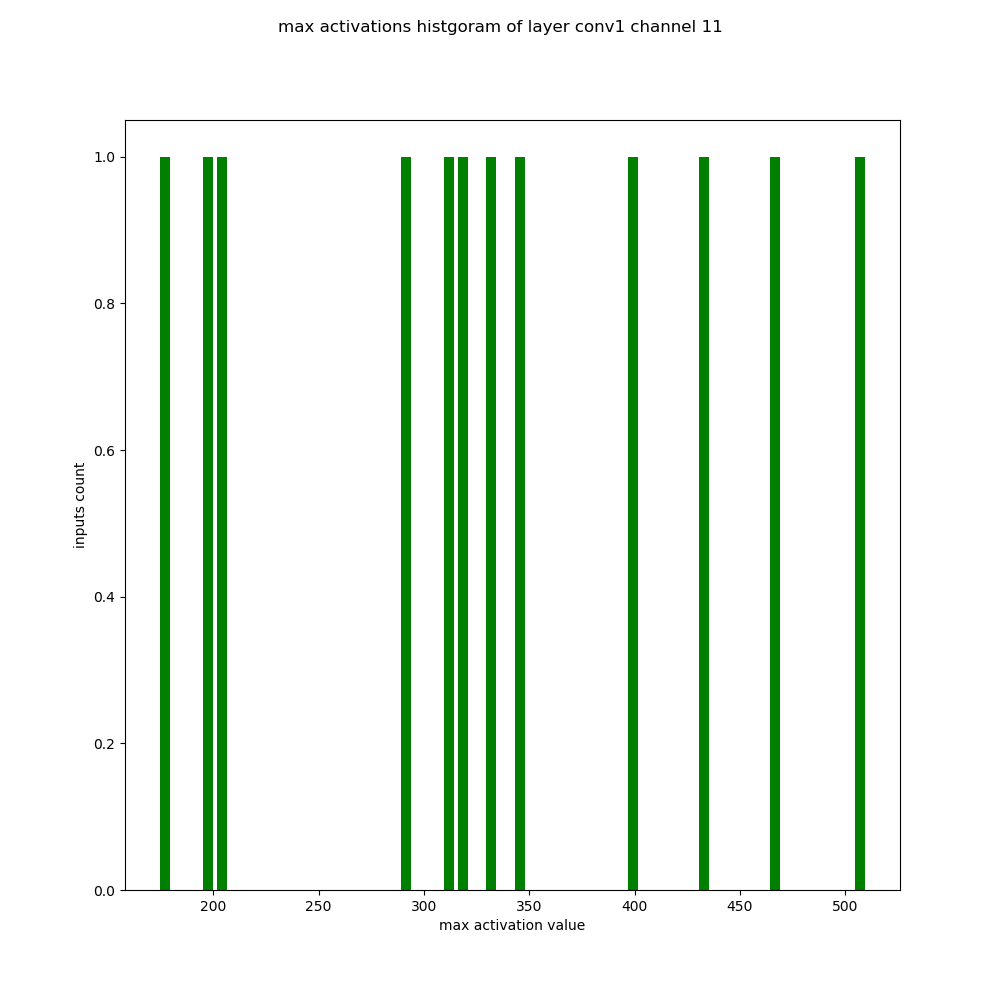 max activations histgoram of layer conv1 channel 11
1.0
0.8
0.6
0.4
0.2
0.0
inputs count
200 250 300 350 400 450 500
max activation value